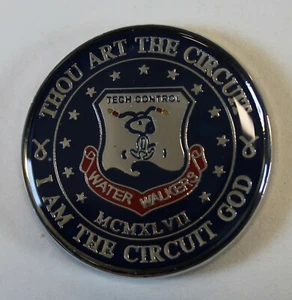 THOU ART THE CIRCUIT
TECH CONTROL
WATER WALKERS
MCMXLVII
I AM THE CIRCUIT GOD